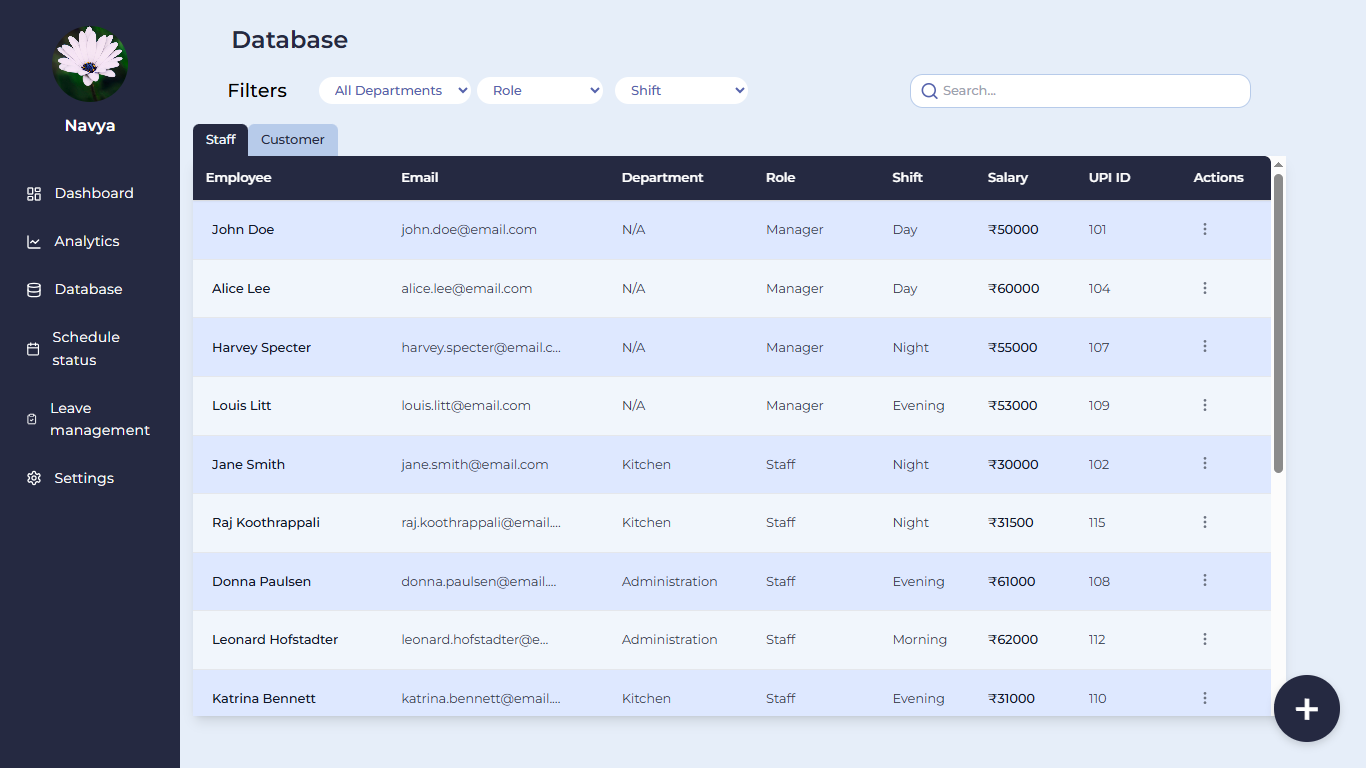 Navya
Dashboard
Analytics
Database
Schedule
status
Leave
management
Settings
Database
Filters All Departments Role Shift Search...
Staff Customer
Employee Email Department Role Shift Salary UPI ID Actions
John Doe john.doe@email.com N/A Manager Day ₹50000 101
Alice Lee alice.lee@email.com N/A Manager Day ₹60000 104
Harvey Specter harvey.specter@email.c... N/A Manager Night ₹55000 107
Louis Litt louis.litt@email.com N/A Manager Evening ₹53000 109
Jane Smith jane.smith@email.com Kitchen Staff Night ₹30000 102
Raj Koothrappali raj.koothrappali@email.... Kitchen Staff Night ₹31500 115
Donna Paulsen donna.paulsen@email.... Administration Staff Evening ₹61000 108
Leonard Hofstadter leonard.hofstadter@e... Administration Staff Morning ₹62000 112
Katrina Bennett katrina.bennett@email.... Kitchen Staff Evening ₹31000 110